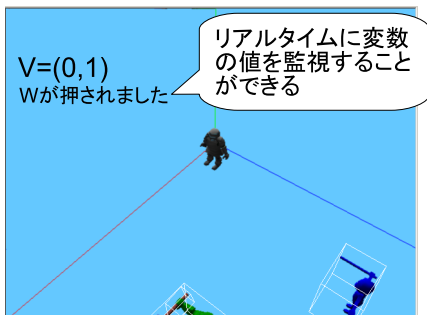 リアルタイムに変数
の値を監視すること
ができる
V=(0,1)
Wが押されました